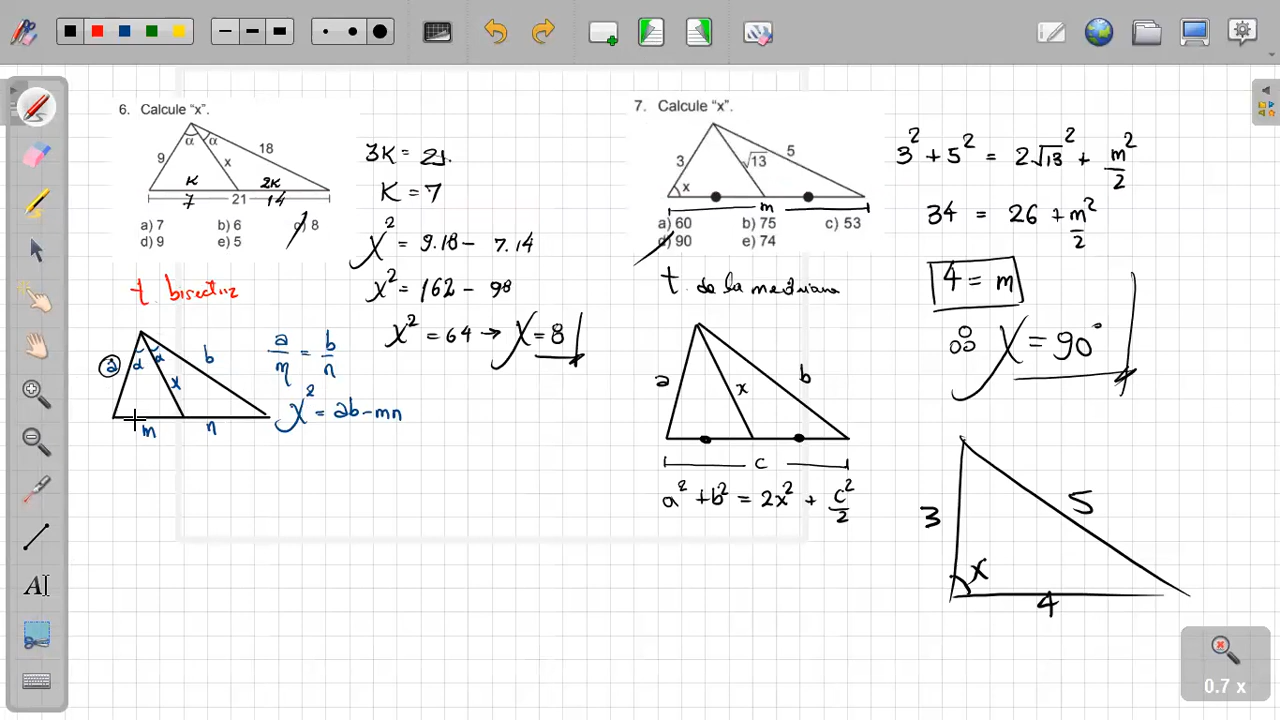 6. Calcule "x".
α α
9
x
18
K 2K
7 21 14
a) 7 b) 6 c) 8
d) 9 e) 5
3K = 21.
K = 7
x² = 9.18 - 7.14
x² = 162 - 98
x² = 64 → x = 8
t. bisectriz
a α α x b
m n
a/m = b/n
x² = ab-mn
7. Calcule "x".
3 √13 5
x
m
a) 60 b) 75 c) 53
d) 90 e) 74
t. de la mediana
a x b
c
a² + b² = 2x² + c²/2
3² + 5² = 2√13² + m²/2
34 = 26 + m²/2
4 = m
∴ x = 90°
3 5
x
4
A
0.7 x